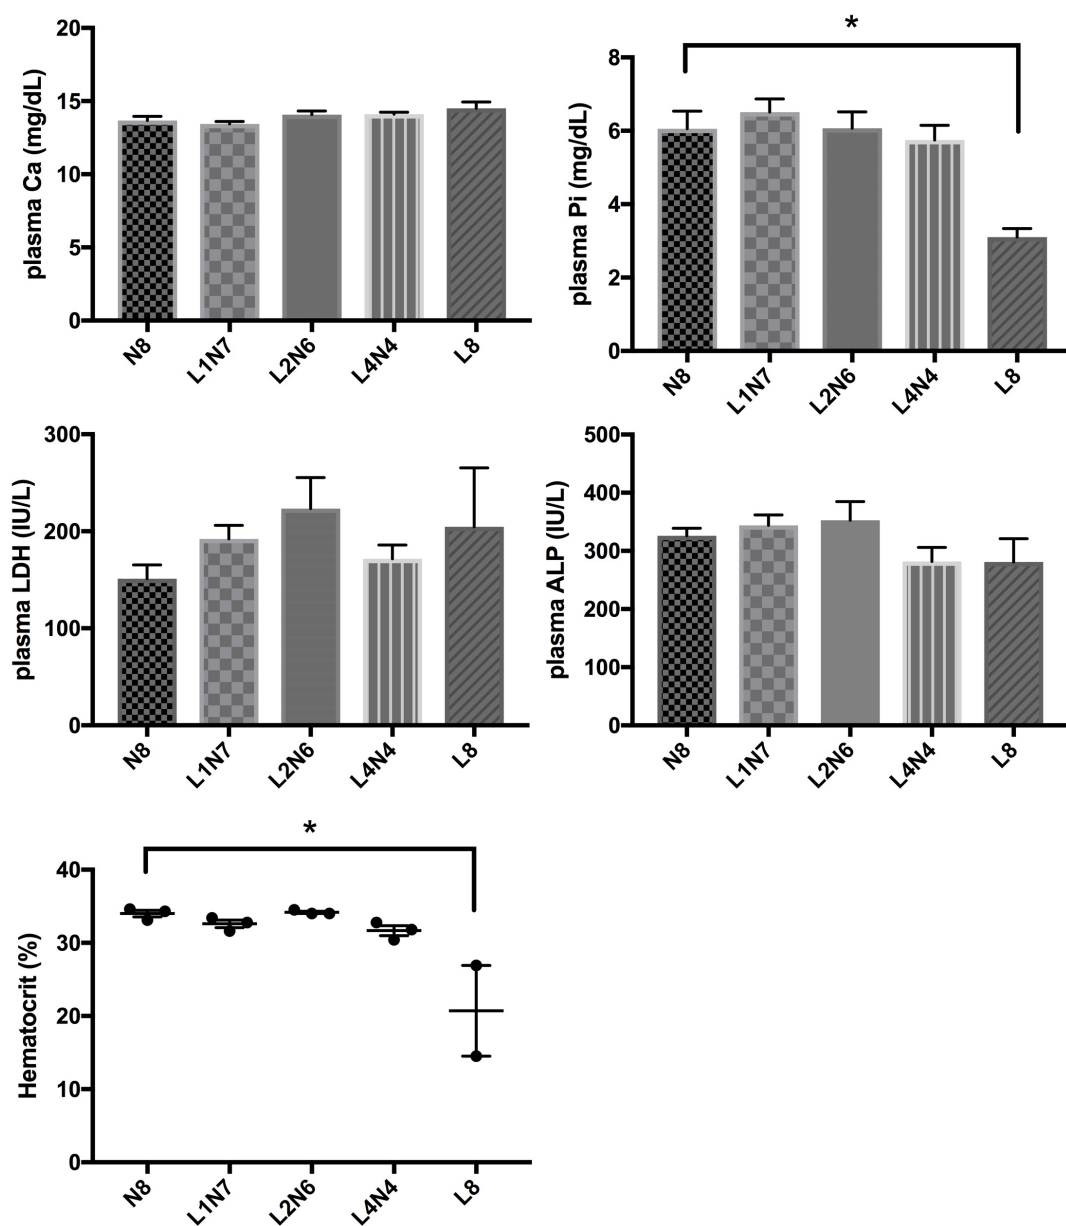 plasma Ca (mg/dL)
20
15
10
5
0
N8
L1N7
L2N6
L4N4
L8
*
plasma Pi (mg/dL)
8
6
4
2
0
N8
L1N7
L2N6
L4N4
L8
plasma LDH (IU/L)
300
200
100
0
N8
L1N7
L2N6
L4N4
L8
plasma ALP (IU/L)
500
400
300
200
100
0
N8
L1N7
L2N6
L4N4
L8
*
Hematocrit (%)
40
30
20
10
0
N8
L1N7
L2N6
L4N4
L8